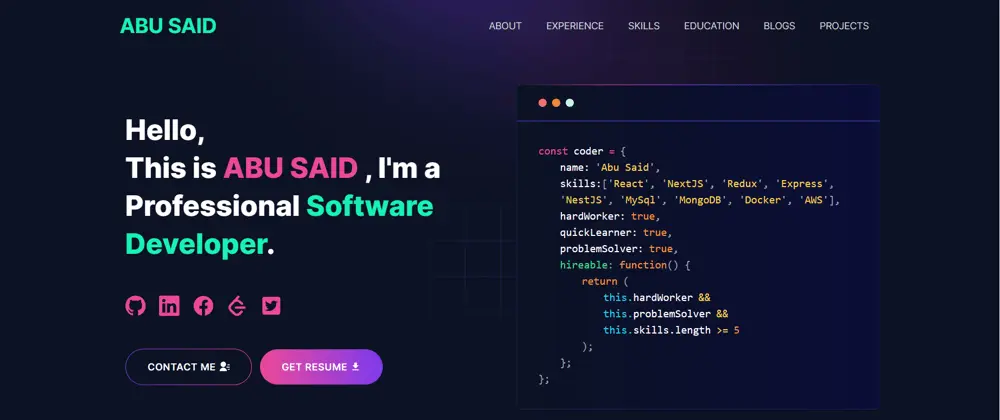 ABU SAID
ABOUT EXPERIENCE SKILLS EDUCATION BLOGS PROJECTS
Hello,
This is ABU SAID , I'm a
Professional Software
Developer.
CONTACT ME
GET RESUME
const coder = {
name: 'Abu Said',
skills:['React', 'NextJS', 'Redux', 'Express',
'NestJS', 'MySql', 'MongoDB', 'Docker', 'AWS'],
hardWorker: true,
quickLearner: true,
problemSolver: true,
hireable: function() {
return (
this.hardWorker &&
this.problemSolver &&
this.skills.length >= 5
);
};
};